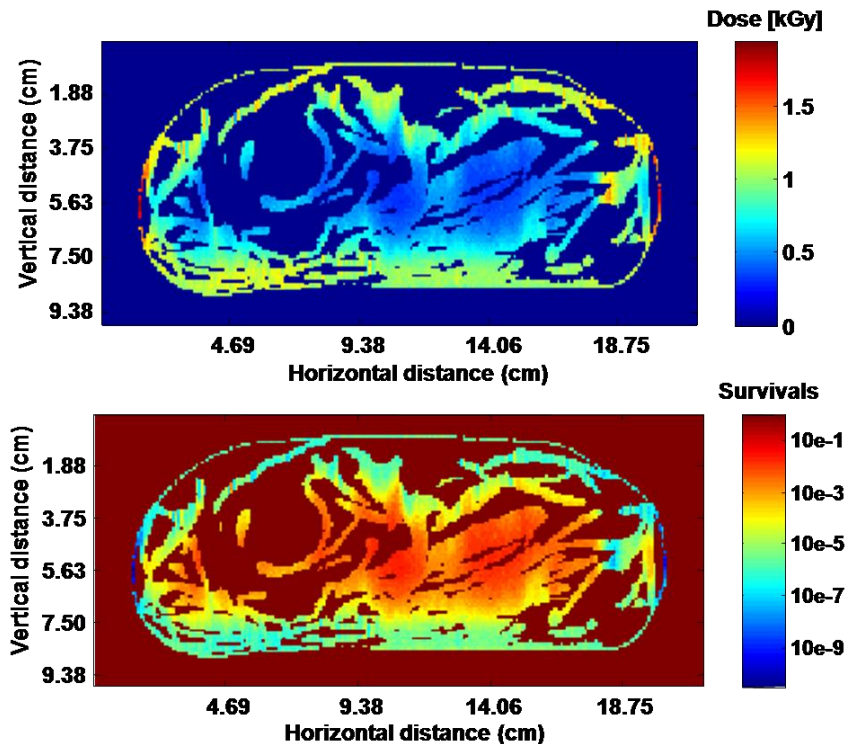 Dose [kGy]
Vertical distance (cm)
1.88
3.75
5.63
7.50
9.38
4.69 9.38 14.06 18.75
Horizontal distance (cm)
1.5
1
0.5
0
Survivals
Vertical distance (cm)
1.88
3.75
5.63
7.50
9.38
4.69 9.38 14.06 18.75
Horizontal distance (cm)
10e-1
10e-3
10e-5
10e-7
10e-9